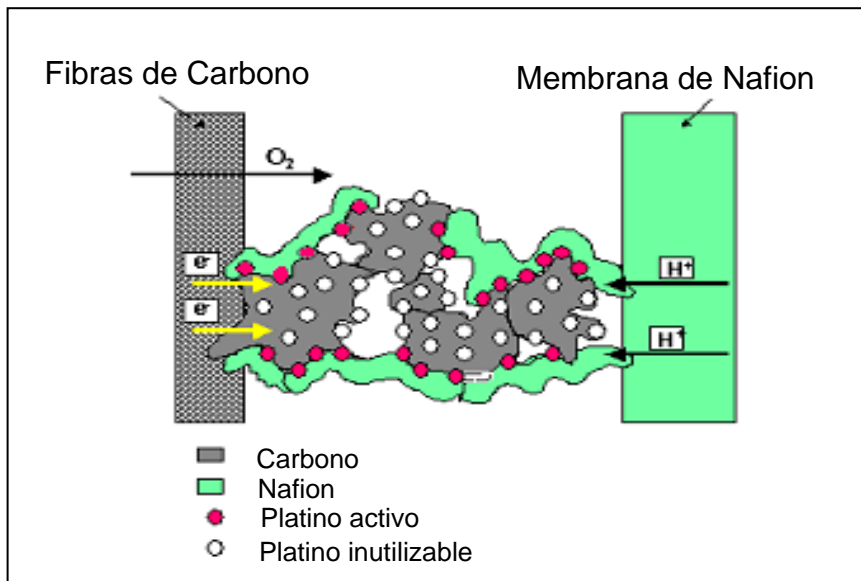 Fibras de Carbono
Membrana de Nafion
O₂
e⁻
H⁺
e⁻
H⁺
Carbono
Nafion
Platino activo
Platino inutilizable